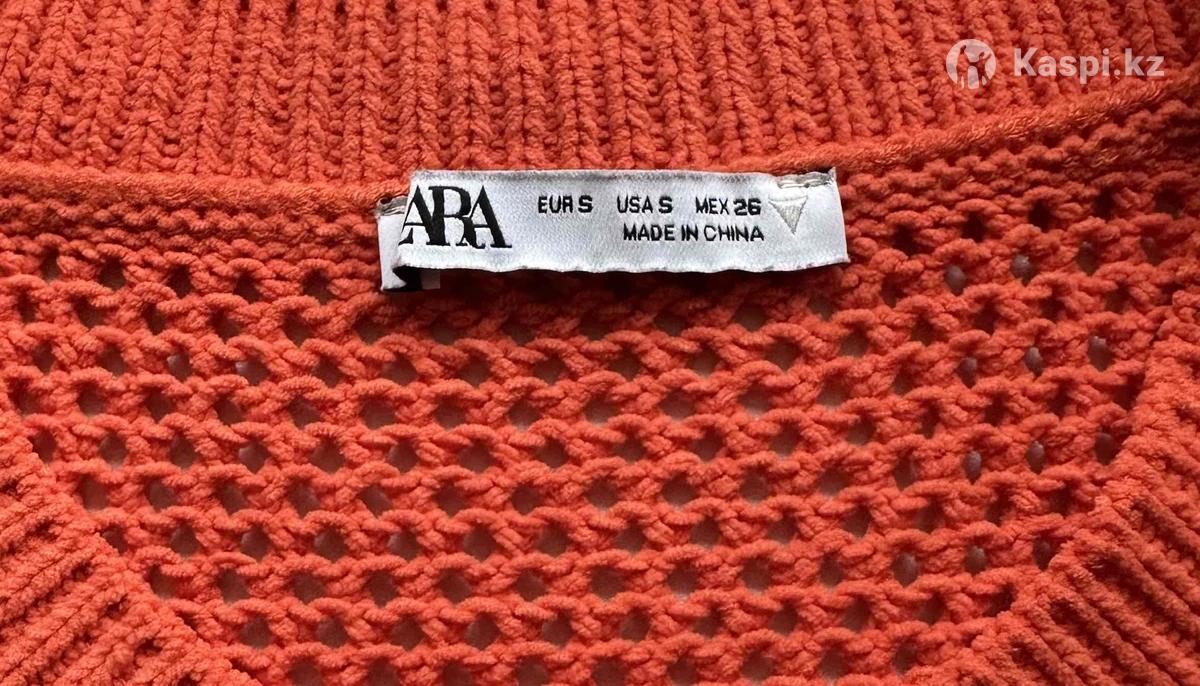 Kaspi.kz
ARA
EUR S USA S MEX 26
MADE IN CHINA